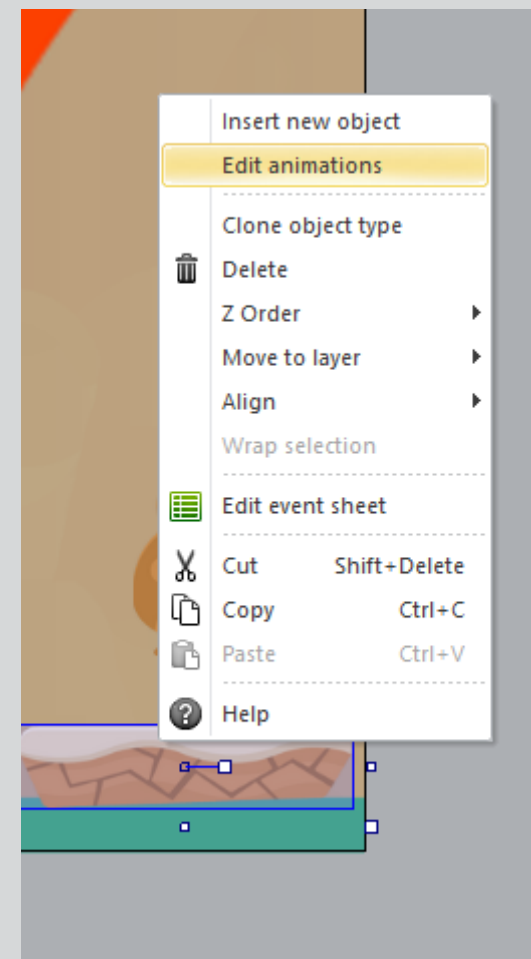 Insert new object
Edit animations
Clone object type
Delete
Z Order
Move to layer
Align
Wrap selection
Edit event sheet
Cut Shift+Delete
Copy Ctrl+C
Paste Ctrl+V
Help